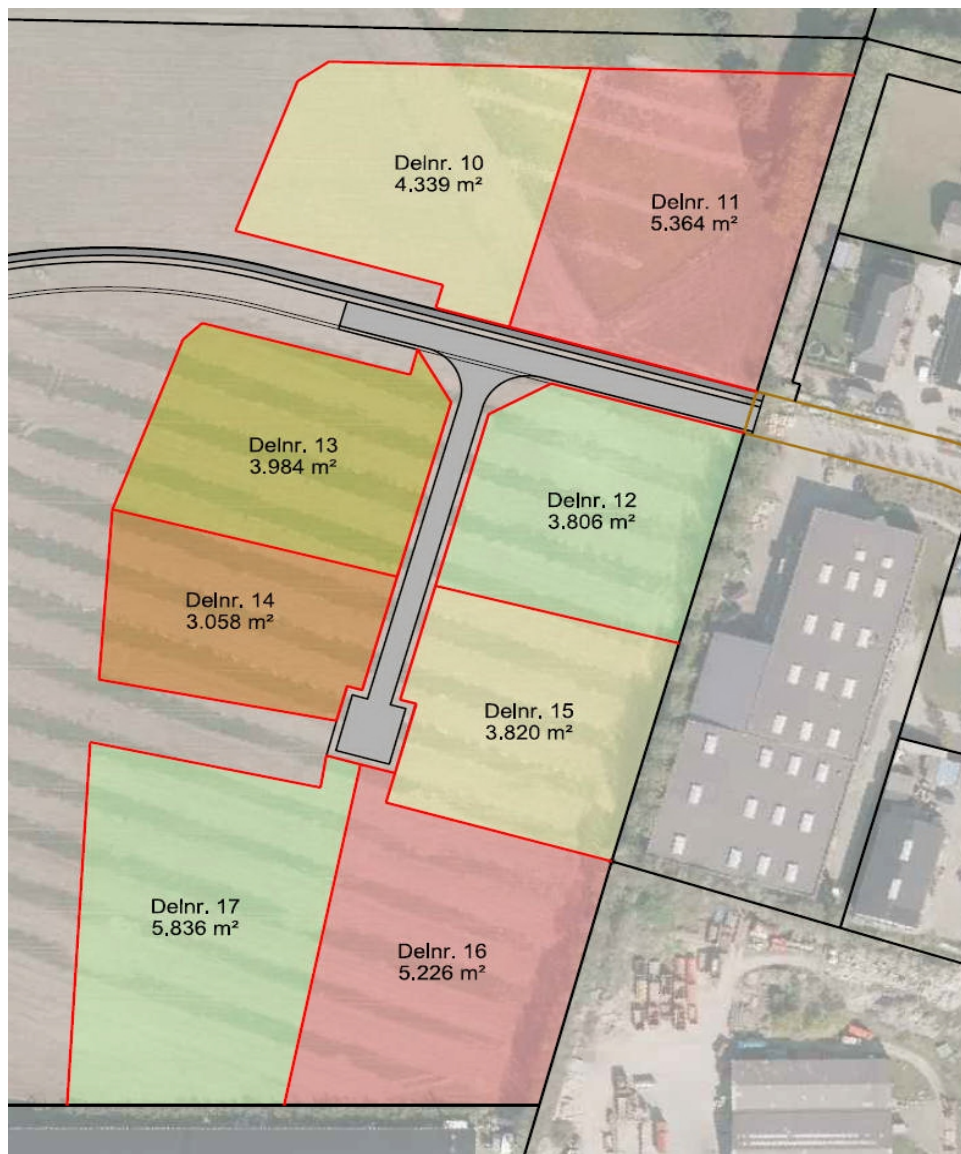 Delnr. 10
4.339 m²
Delnr. 11
5.364 m²
Delnr. 13
3.984 m²
Delnr. 12
3.806 m²
Delnr. 14
3.058 m²
Delnr. 15
3.820 m²
Delnr. 17
5.836 m²
Delnr. 16
5.226 m²